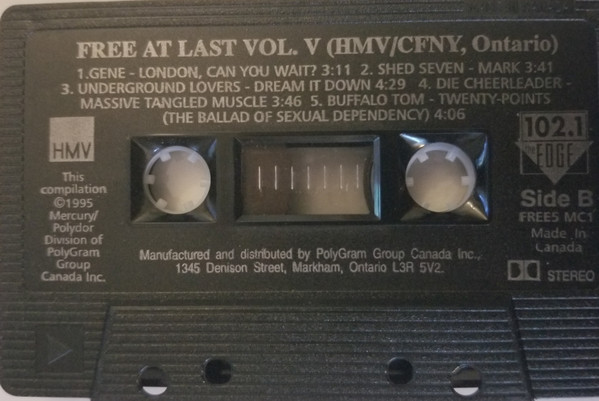 FREE AT LAST VOL. V (HMV/CFNY, Ontario)
1.GENE - LONDON, CAN YOU WAIT? 3:11 2. SHED SEVEN - MARK 3:41
3. UNDERGROUND LOVERS - DREAM IT DOWN 4:29 4. DIE CHEERLEADER -
MASSIVE TANGLED MUSCLE 3:46 5. BUFFALO TOM - TWENTY-POINTS
(THE BALLAD OF SEXUAL DEPENDENCY) 4:06
HMV
This
compilation
©1995
Mercury/
Polydor
Division of
PolyGram
Group
Canada Inc.
102.1
the EDGE
Side B
FREE5 MC1
Made In
Canada
STEREO
Manufactured and distributed by PolyGram Group Canada Inc.,
1345 Denison Street, Markham, Ontario L3R 5V2.